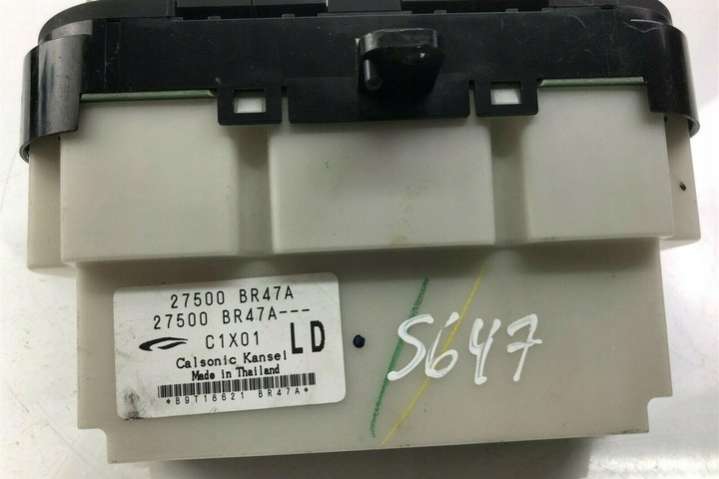 27500 BR47A
27500 BR47A---
C1X01 LD
Calsonic Kansei
Made in Thailand
*B9T16621 BR47A*
S647